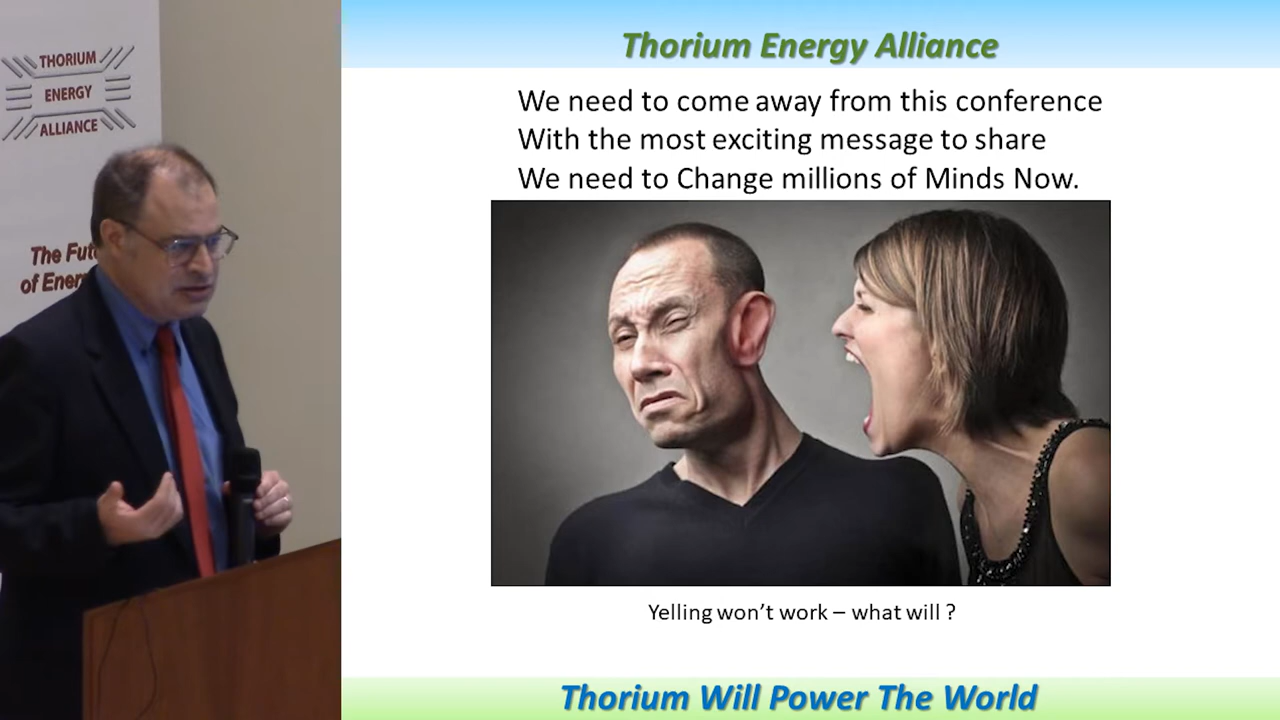 THORIUM
ENERGY
ALLIANCE
The
of
Thorium Energy Alliance
We need to come away from this conference
With the most exciting message to share
We need to Change millions of Minds Now.
Yelling won’t work – what will ?
Thorium Will Power The World